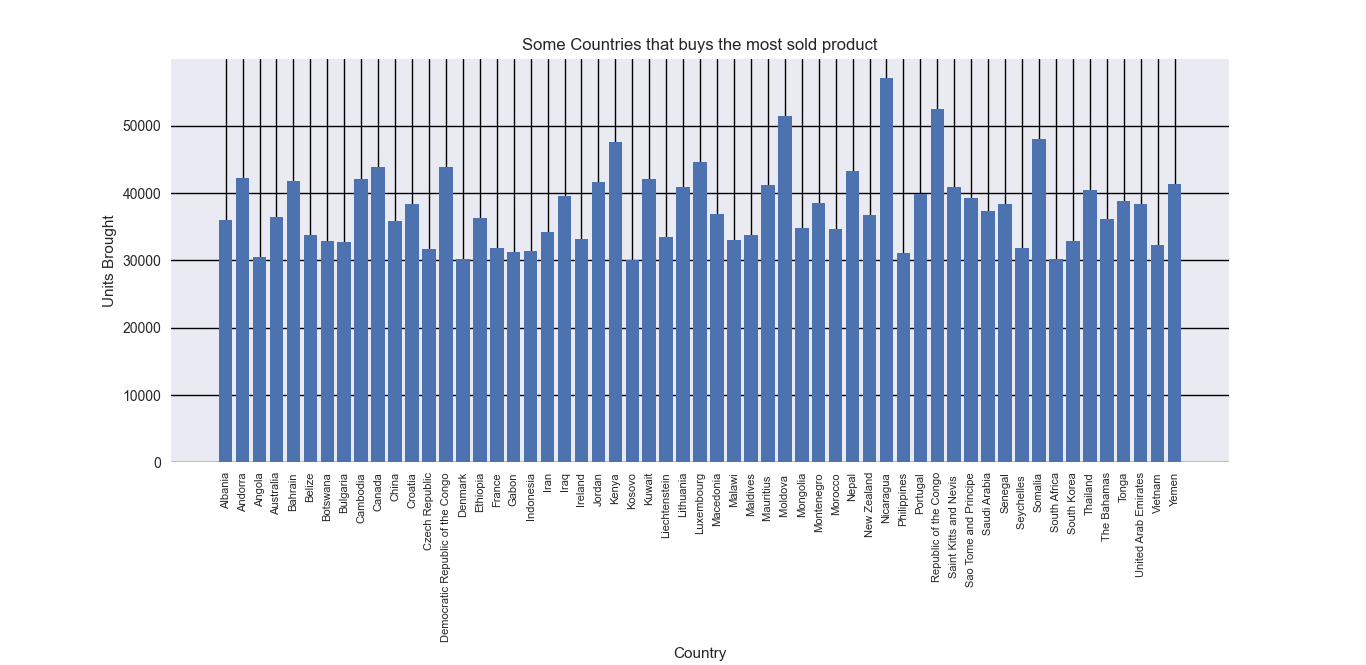 Some Countries that buys the most sold product
Units Brought
50000
40000
30000
20000
10000
0
Albania
Andorra
Angola
Australia
Bahrain
Belize
Botswana
Bulgaria
Cambodia
Canada
China
Croatia
Czech Republic
Democratic Republic of the Congo
Denmark
Ethiopia
France
Gabon
Indonesia
Iran
Iraq
Ireland
Jordan
Kenya
Kosovo
Kuwait
Liechtenstein
Lithuania
Luxembourg
Macedonia
Malawi
Maldives
Mauritius
Moldova
Mongolia
Montenegro
Morocco
Nepal
New Zealand
Nicaragua
Philippines
Portugal
Republic of the Congo
Saint Kitts and Nevis
Sao Tome and Principe
Saudi Arabia
Senegal
Seychelles
Somalia
South Africa
South Korea
Thailand
The Bahamas
Tonga
United Arab Emirates
Vietnam
Yemen
Country